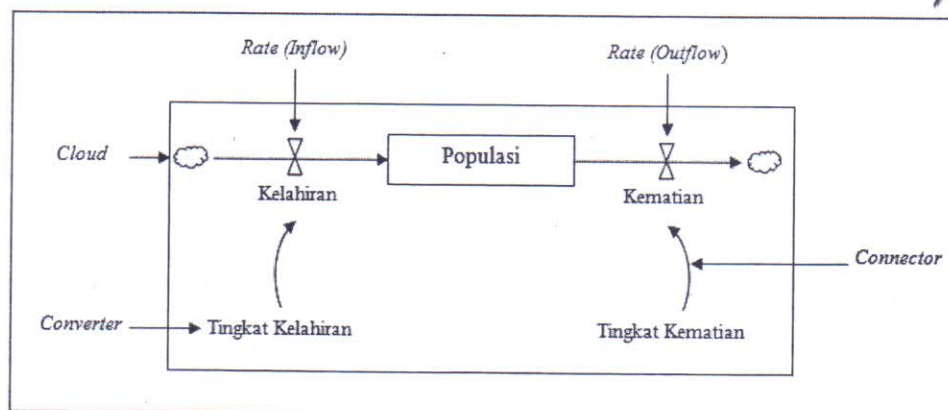 Rate (Inflow)
Rate (Outflow)
Cloud
Populasi
Kelahiran
Kematian
Connector
Converter
Tingkat Kelahiran
Tingkat Kematian